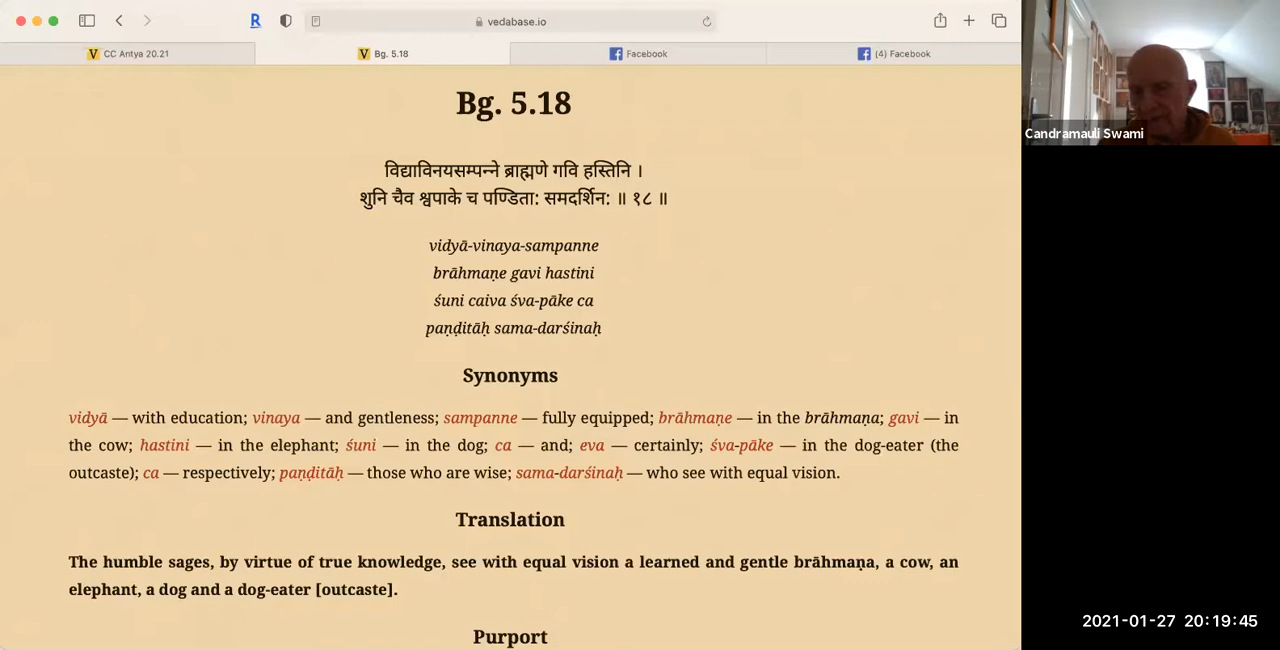 vedabase.io
CC Antya 20.21
Bg. 5.18
Facebook
(4) Facebook
Bg. 5.18
विद्याविनयसम्पन्ने ब्राह्मणे गवि हस्तिनि ।
श‍ुनि चैव श्वपाके च पण्डिता: समदर्शिन: ॥ १८ ॥
vidyā-vinaya-sampanne
brāhmaṇe gavi hastini
śuni caiva śva-pāke ca
paṇḍitāḥ sama-darśinaḥ
Synonyms
vidyā — with education; vinaya — and gentleness; sampanne — fully equipped; brāhmaṇe — in the brāhmaṇa; gavi — in
the cow; hastini — in the elephant; śuni — in the dog; ca — and; eva — certainly; śva-pāke — in the dog-eater (the
outcaste); ca — respectively; paṇḍitāḥ — those who are wise; sama-darśinaḥ — who see with equal vision.
Translation
The humble sages, by virtue of true knowledge, see with equal vision a learned and gentle brāhmaṇa, a cow, an
elephant, a dog and a dog-eater [outcaste].
Purport
Candramauli Swami
2021-01-27 20:19:45